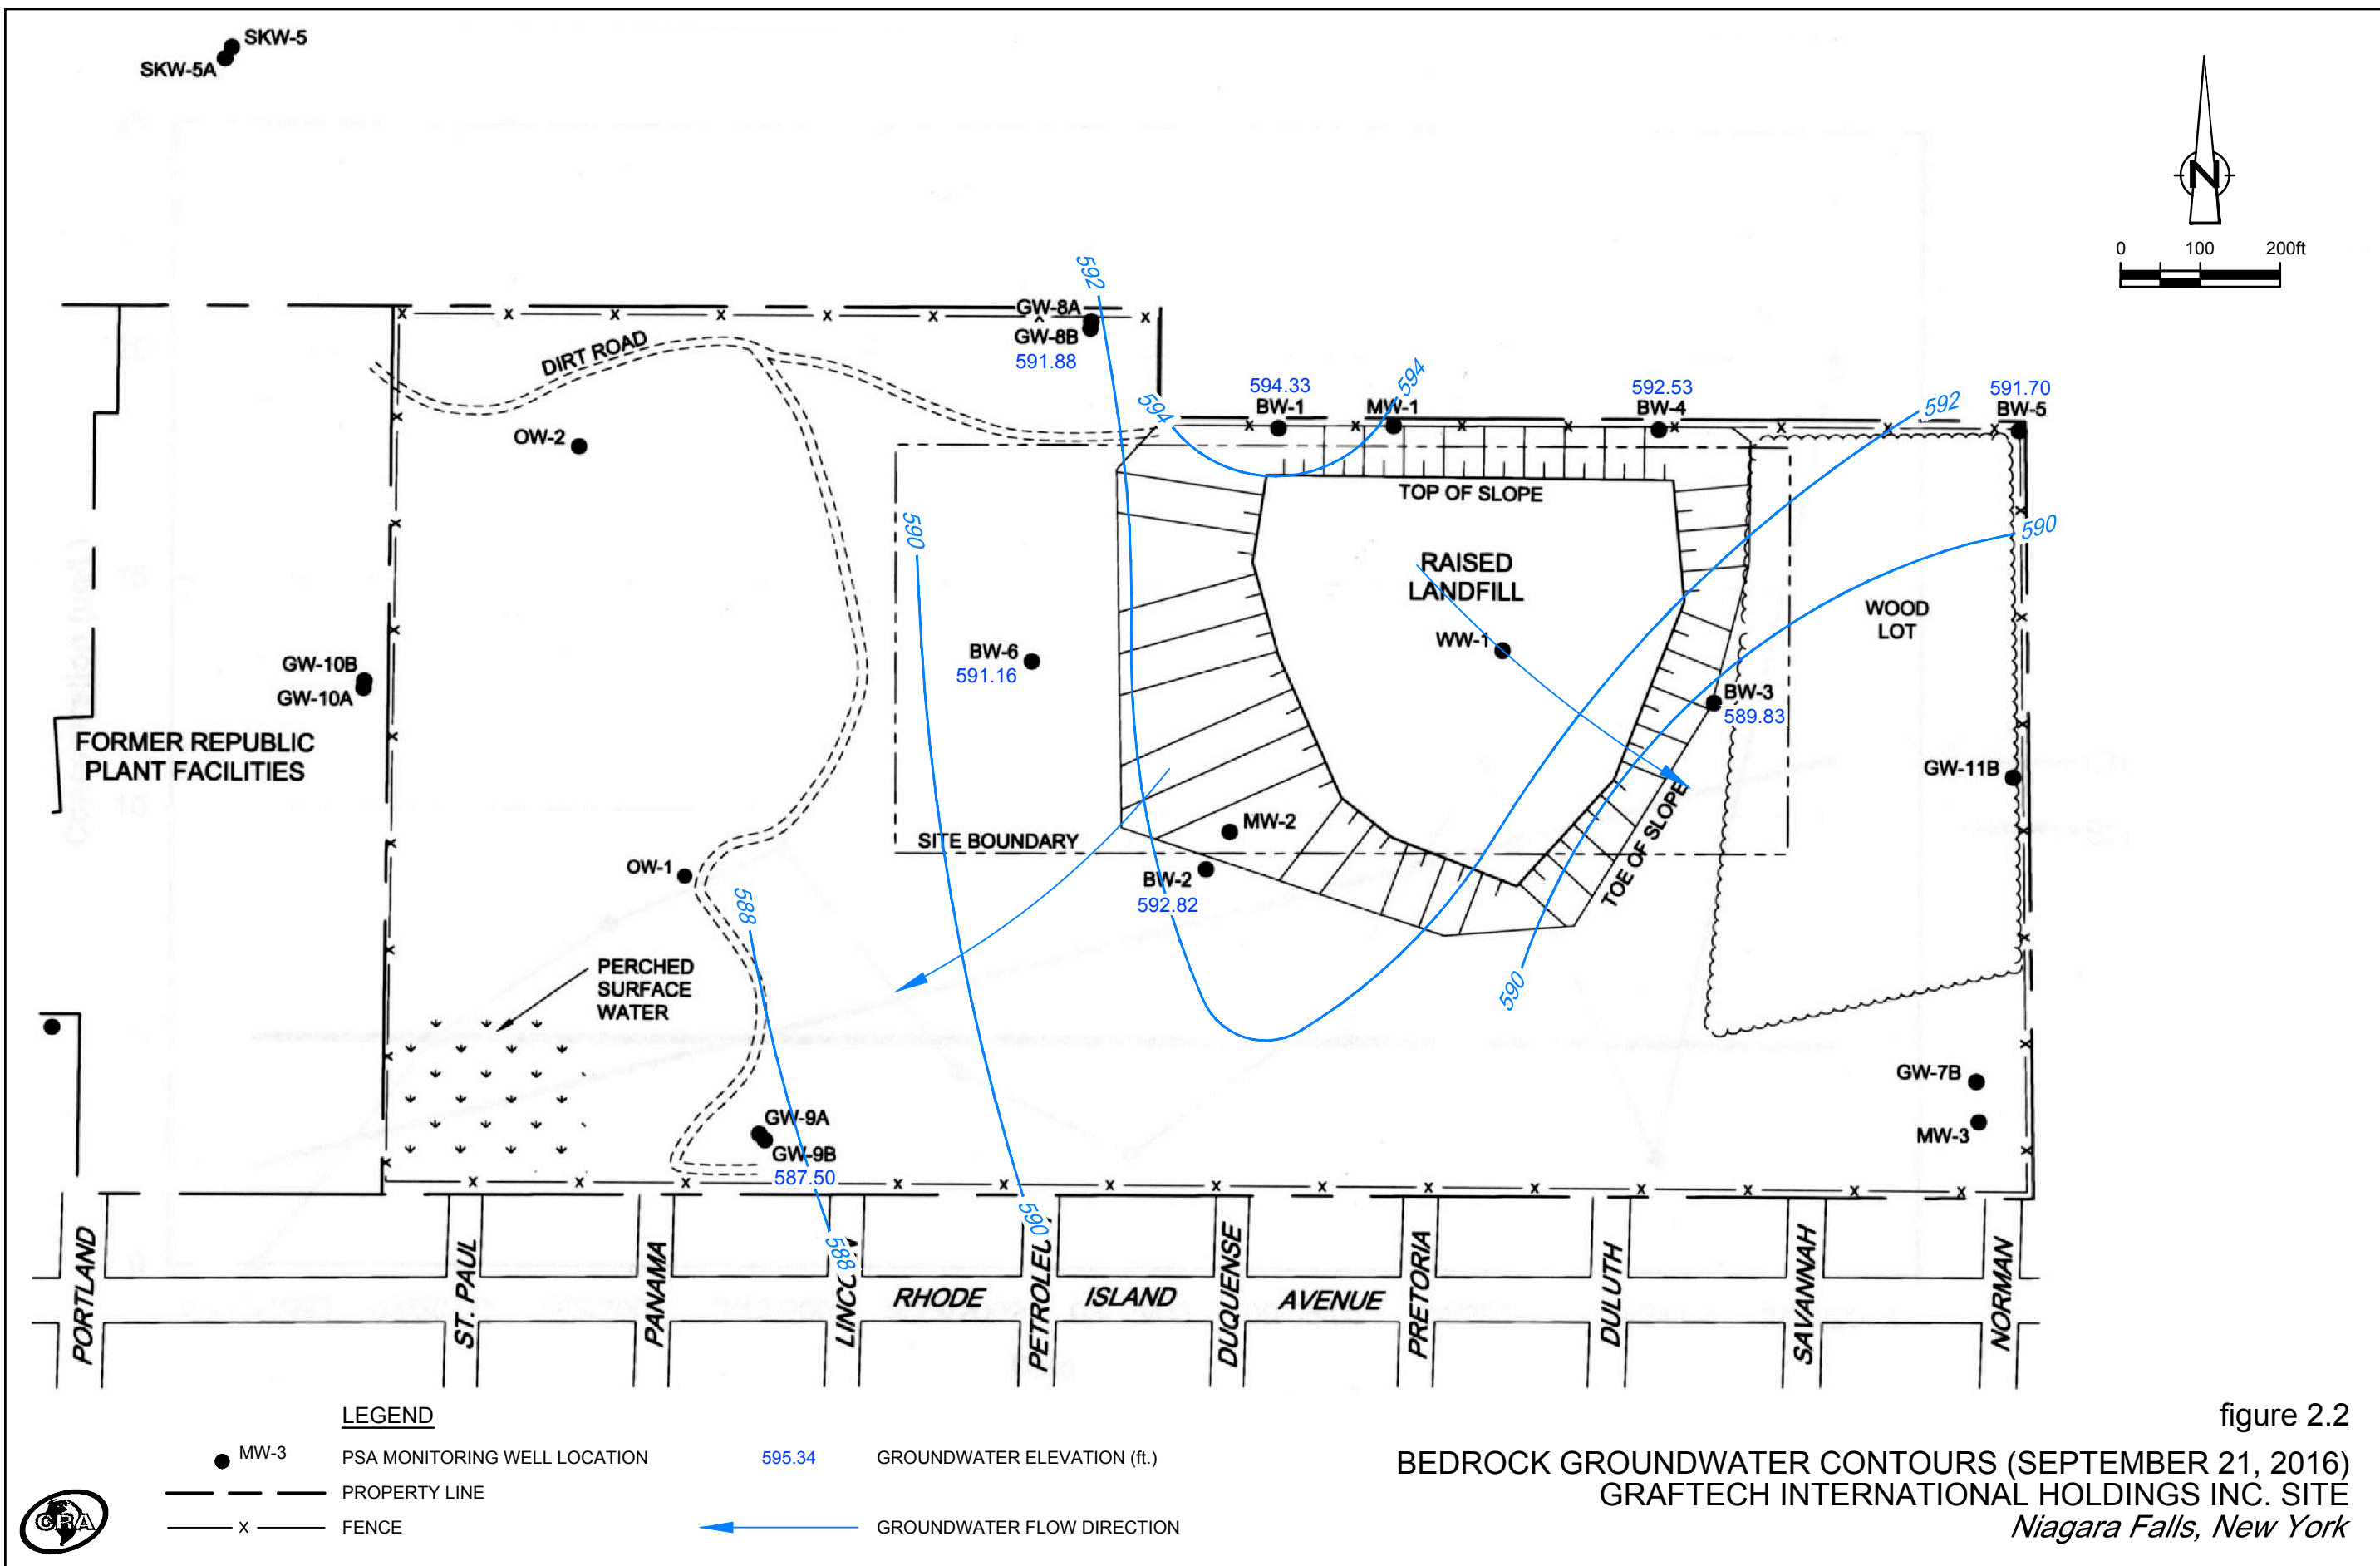 SKW-5
SKW-5A
N
0 100 200ft
592
GW-8A
GW-8B
591.88
DIRT ROAD
594
594
594.33
BW-1
MW-1
592.53
BW-4
592
591.70
BW-5
OW-2
TOP OF SLOPE
590
590
RAISED
LANDFILL
WOOD
LOT
WW-1
BW-6
591.16
GW-10B
GW-10A
BW-3
589.83
FORMER REPUBLIC
PLANT FACILITIES
GW-11B
MW-2
SITE BOUNDARY
TOE OF SLOPE
OW-1
BW-2
592.82
588
590
PERCHED
SURFACE
WATER
GW-7B
MW-3
GW-9A
GW-9B
587.50
590
588
PORTLAND
ST. PAUL
PANAMA
RHODE ISLAND AVENUE
DUQUENSE
PRETORIA
DULUTH
SAVANNAH
NORMAN
LEGEND
MW-3 PSA MONITORING WELL LOCATION
595.34 GROUNDWATER ELEVATION (ft.)
PROPERTY LINE
x FENCE
GROUNDWATER FLOW DIRECTION
CRA
figure 2.2
BEDROCK GROUNDWATER CONTOURS (SEPTEMBER 21, 2016)
GRAFTECH INTERNATIONAL HOLDINGS INC. SITE
Niagara Falls, New York